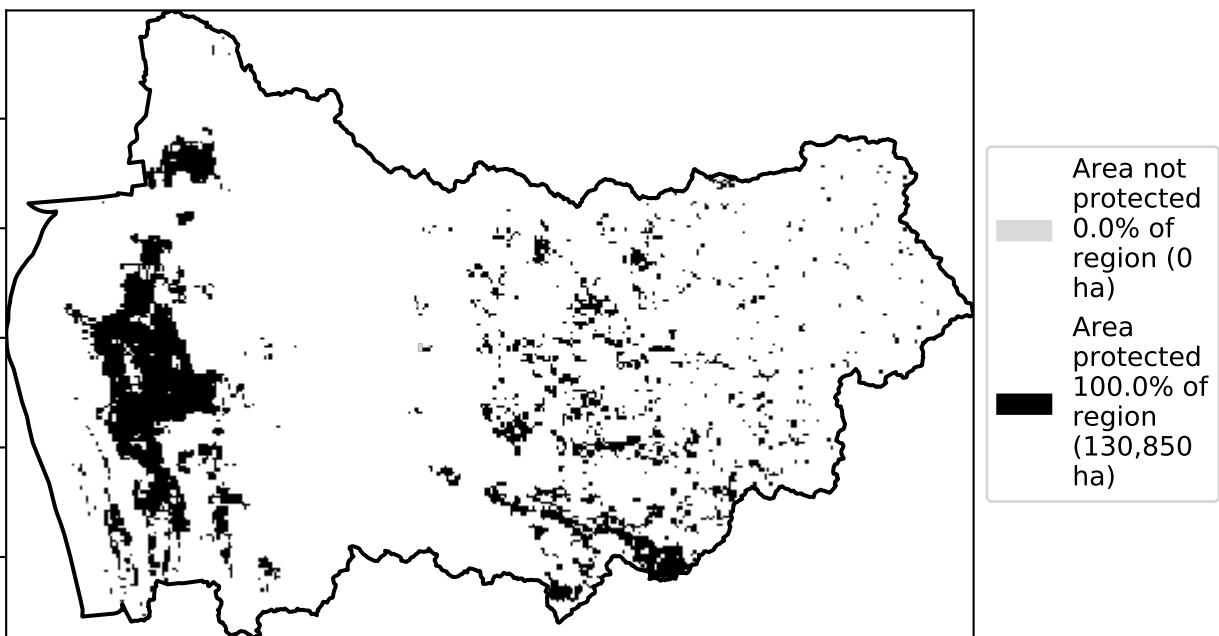 Area not
protected
0.0% of
region (0
ha)
Area
protected
100.0% of
region
(130,850
ha)